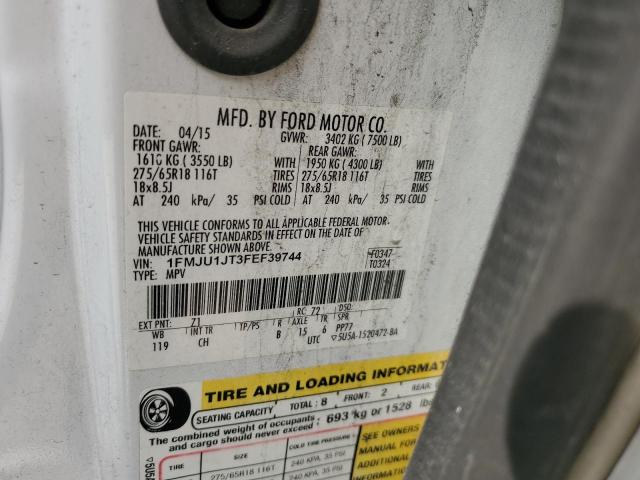 MFD. BY FORD MOTOR CO.
DATE: 04/15 GVWR: 3402 KG ( 7500 LB)
FRONT GAWR: REAR GAWR:
1610 KG ( 3550 LB) WITH 1950 KG ( 4300 LB) WITH
275/65R18 116T TIRES 275/65R18 116T TIRES
18x8.5J RIMS 18x8.5J RIMS
AT 240 kPa/ 35 PSI COLD AT 240 kPa/ 35 PSI COLD
THIS VEHICLE CONFORMS TO ALL APPLICABLE FEDERAL MOTOR
VEHICLE SAFETY STANDARDS IN EFFECT ON THE DATE OF
MANUFACTURE SHOWN ABOVE.
VIN: 1FMJU1JT3FEF39744 F0347
TYPE: MPV T0324
RC: 72 DSO:
EXT PNT: Z1
WB INT TR TP/PS R AXLE TR SPR
119 CH B 15 6 PP77
UTC 5U5A-1520472-BA
TIRE AND LOADING INFORMAT
SEATING CAPACITY TOTAL: 8 FRONT: 2 REAR:
The combined weight of occupants and cargo should never exceed: 693 kg or 1528 lbs
TIRE SIZE COLD TIRE PRESSURE
275/65R18 116T 240 KPA, 35 PSI
SEE OWNERS
MANUAL FOR
ADDITIONAL